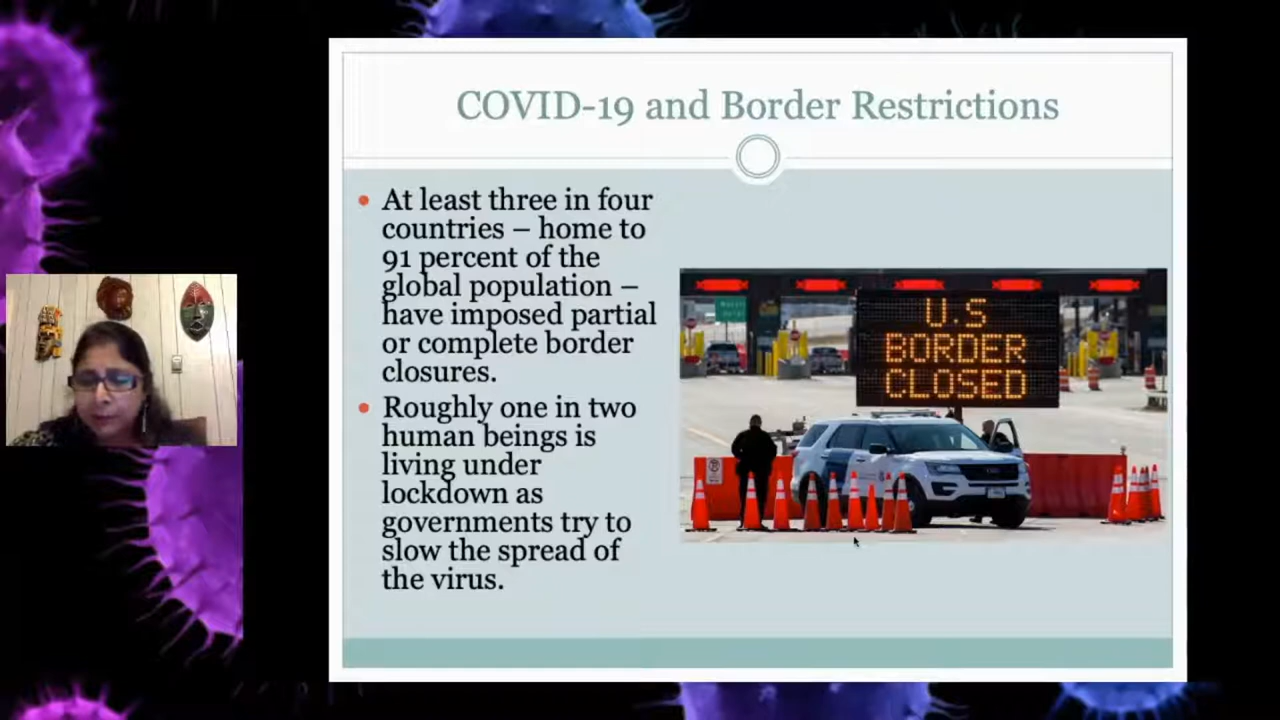 COVID-19 and Border Restrictions
At least three in four
countries – home to
91 percent of the
global population –
have imposed partial
or complete border
closures.
Roughly one in two
human beings is
living under
lockdown as
governments try to
slow the spread of
the virus.
U.S
BORDER
CLOSED